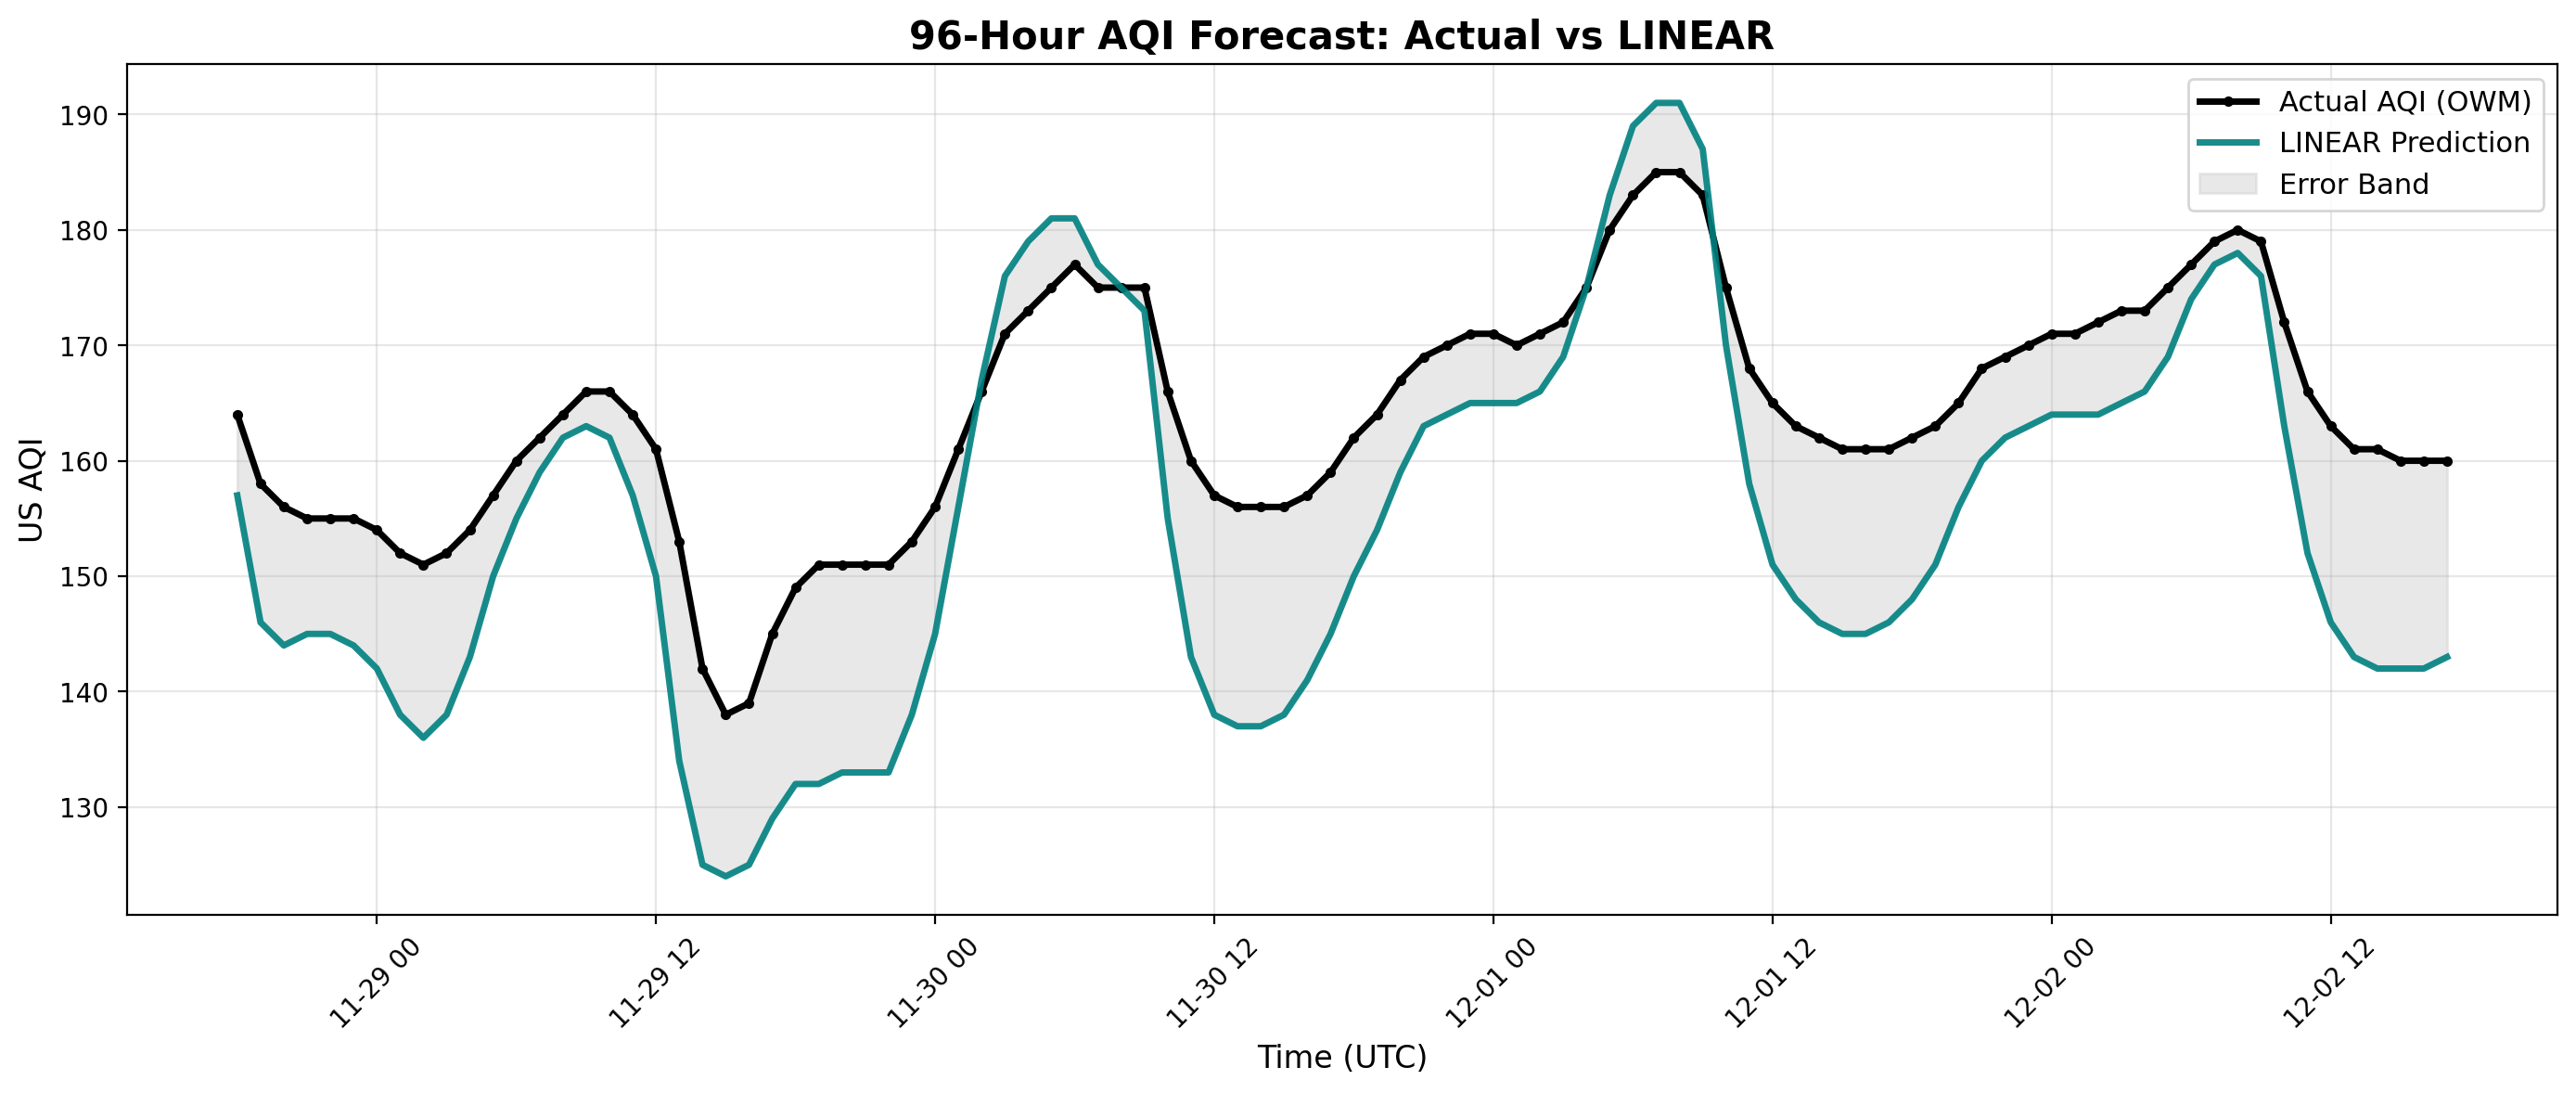 96-Hour AQI Forecast: Actual vs LINEAR
Actual AQI (OWM)
LINEAR Prediction
Error Band
US AQI
190
180
170
160
150
140
130
11-29 00
11-29 12
11-30 00
11-30 12
12-01 00
12-01 12
12-02 00
12-02 12
Time (UTC)